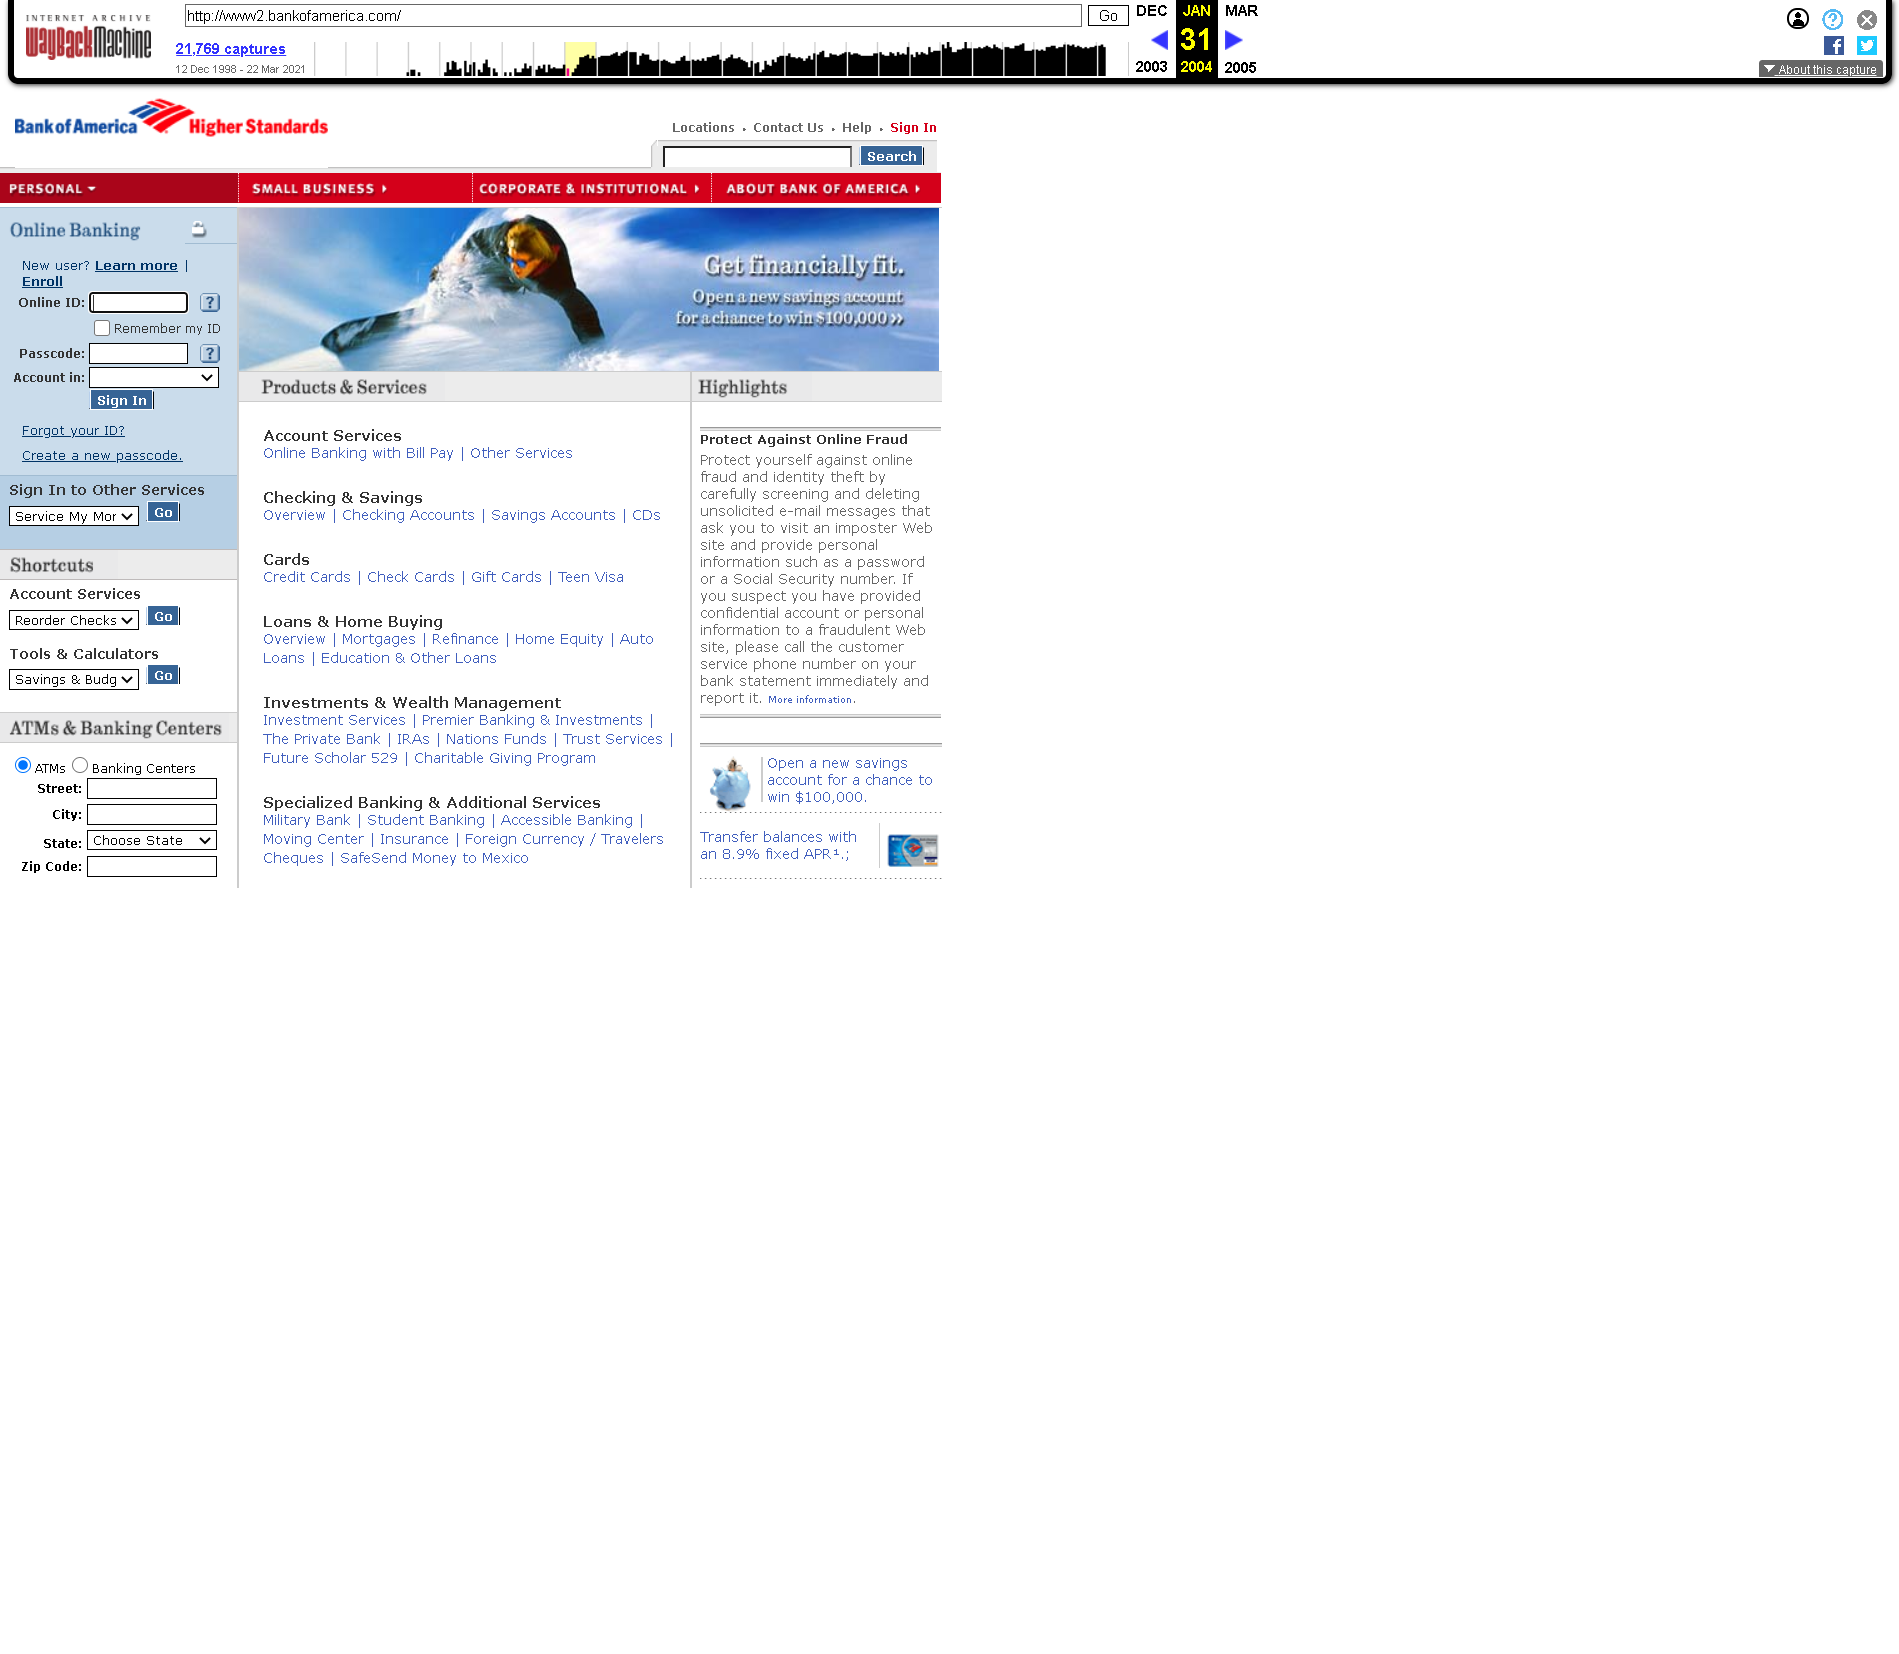 INTERNET ARCHIVE
WayBackMachine
http://www2.bankofamerica.com/
Go
DEC
JAN
MAR
21,769 captures
31
12 Dec 1998 - 22 Mar 2021
2003
2004
2005
About this capture
Bank of America Higher Standards
Locations · Contact Us · Help · Sign In
Search
PERSONAL
SMALL BUSINESS
CORPORATE & INSTITUTIONAL
ABOUT BANK OF AMERICA
Online Banking
New user? Learn more |
Enroll
Online ID:
?
Remember my ID
Passcode:
?
Account in:
Sign In
Forgot your ID?
Create a new passcode.
Sign In to Other Services
Service My Mor
Go
Shortcuts
Account Services
Reorder Checks
Go
Tools & Calculators
Savings & Budg
Go
ATMs & Banking Centers
ATMs
Banking Centers
Street:
City:
State:
Choose State
Zip Code:
Get financially fit.
Open a new savings account
for a chance to win $100,000 >>
Products & Services
Account Services
Online Banking with Bill Pay | Other Services
Checking & Savings
Overview | Checking Accounts | Savings Accounts | CDs
Cards
Credit Cards | Check Cards | Gift Cards | Teen Visa
Loans & Home Buying
Overview | Mortgages | Refinance | Home Equity | Auto
Loans | Education & Other Loans
Investments & Wealth Management
Investment Services | Premier Banking & Investments |
The Private Bank | IRAs | Nations Funds | Trust Services |
Future Scholar 529 | Charitable Giving Program
Specialized Banking & Additional Services
Military Bank | Student Banking | Accessible Banking |
Moving Center | Insurance | Foreign Currency / Travelers
Cheques | SafeSend Money to Mexico
Highlights
Protect Against Online Fraud
Protect yourself against online
fraud and identity theft by
carefully screening and deleting
unsolicited e-mail messages that
ask you to visit an imposter Web
site and provide personal
information such as a password
or a Social Security number. If
you suspect you have provided
confidential account or personal
information to a fraudulent Web
site, please call the customer
service phone number on your
bank statement immediately and
report it. More information.
Open a new savings
account for a chance to
win $100,000.
Transfer balances with
an 8.9% fixed APR¹.;